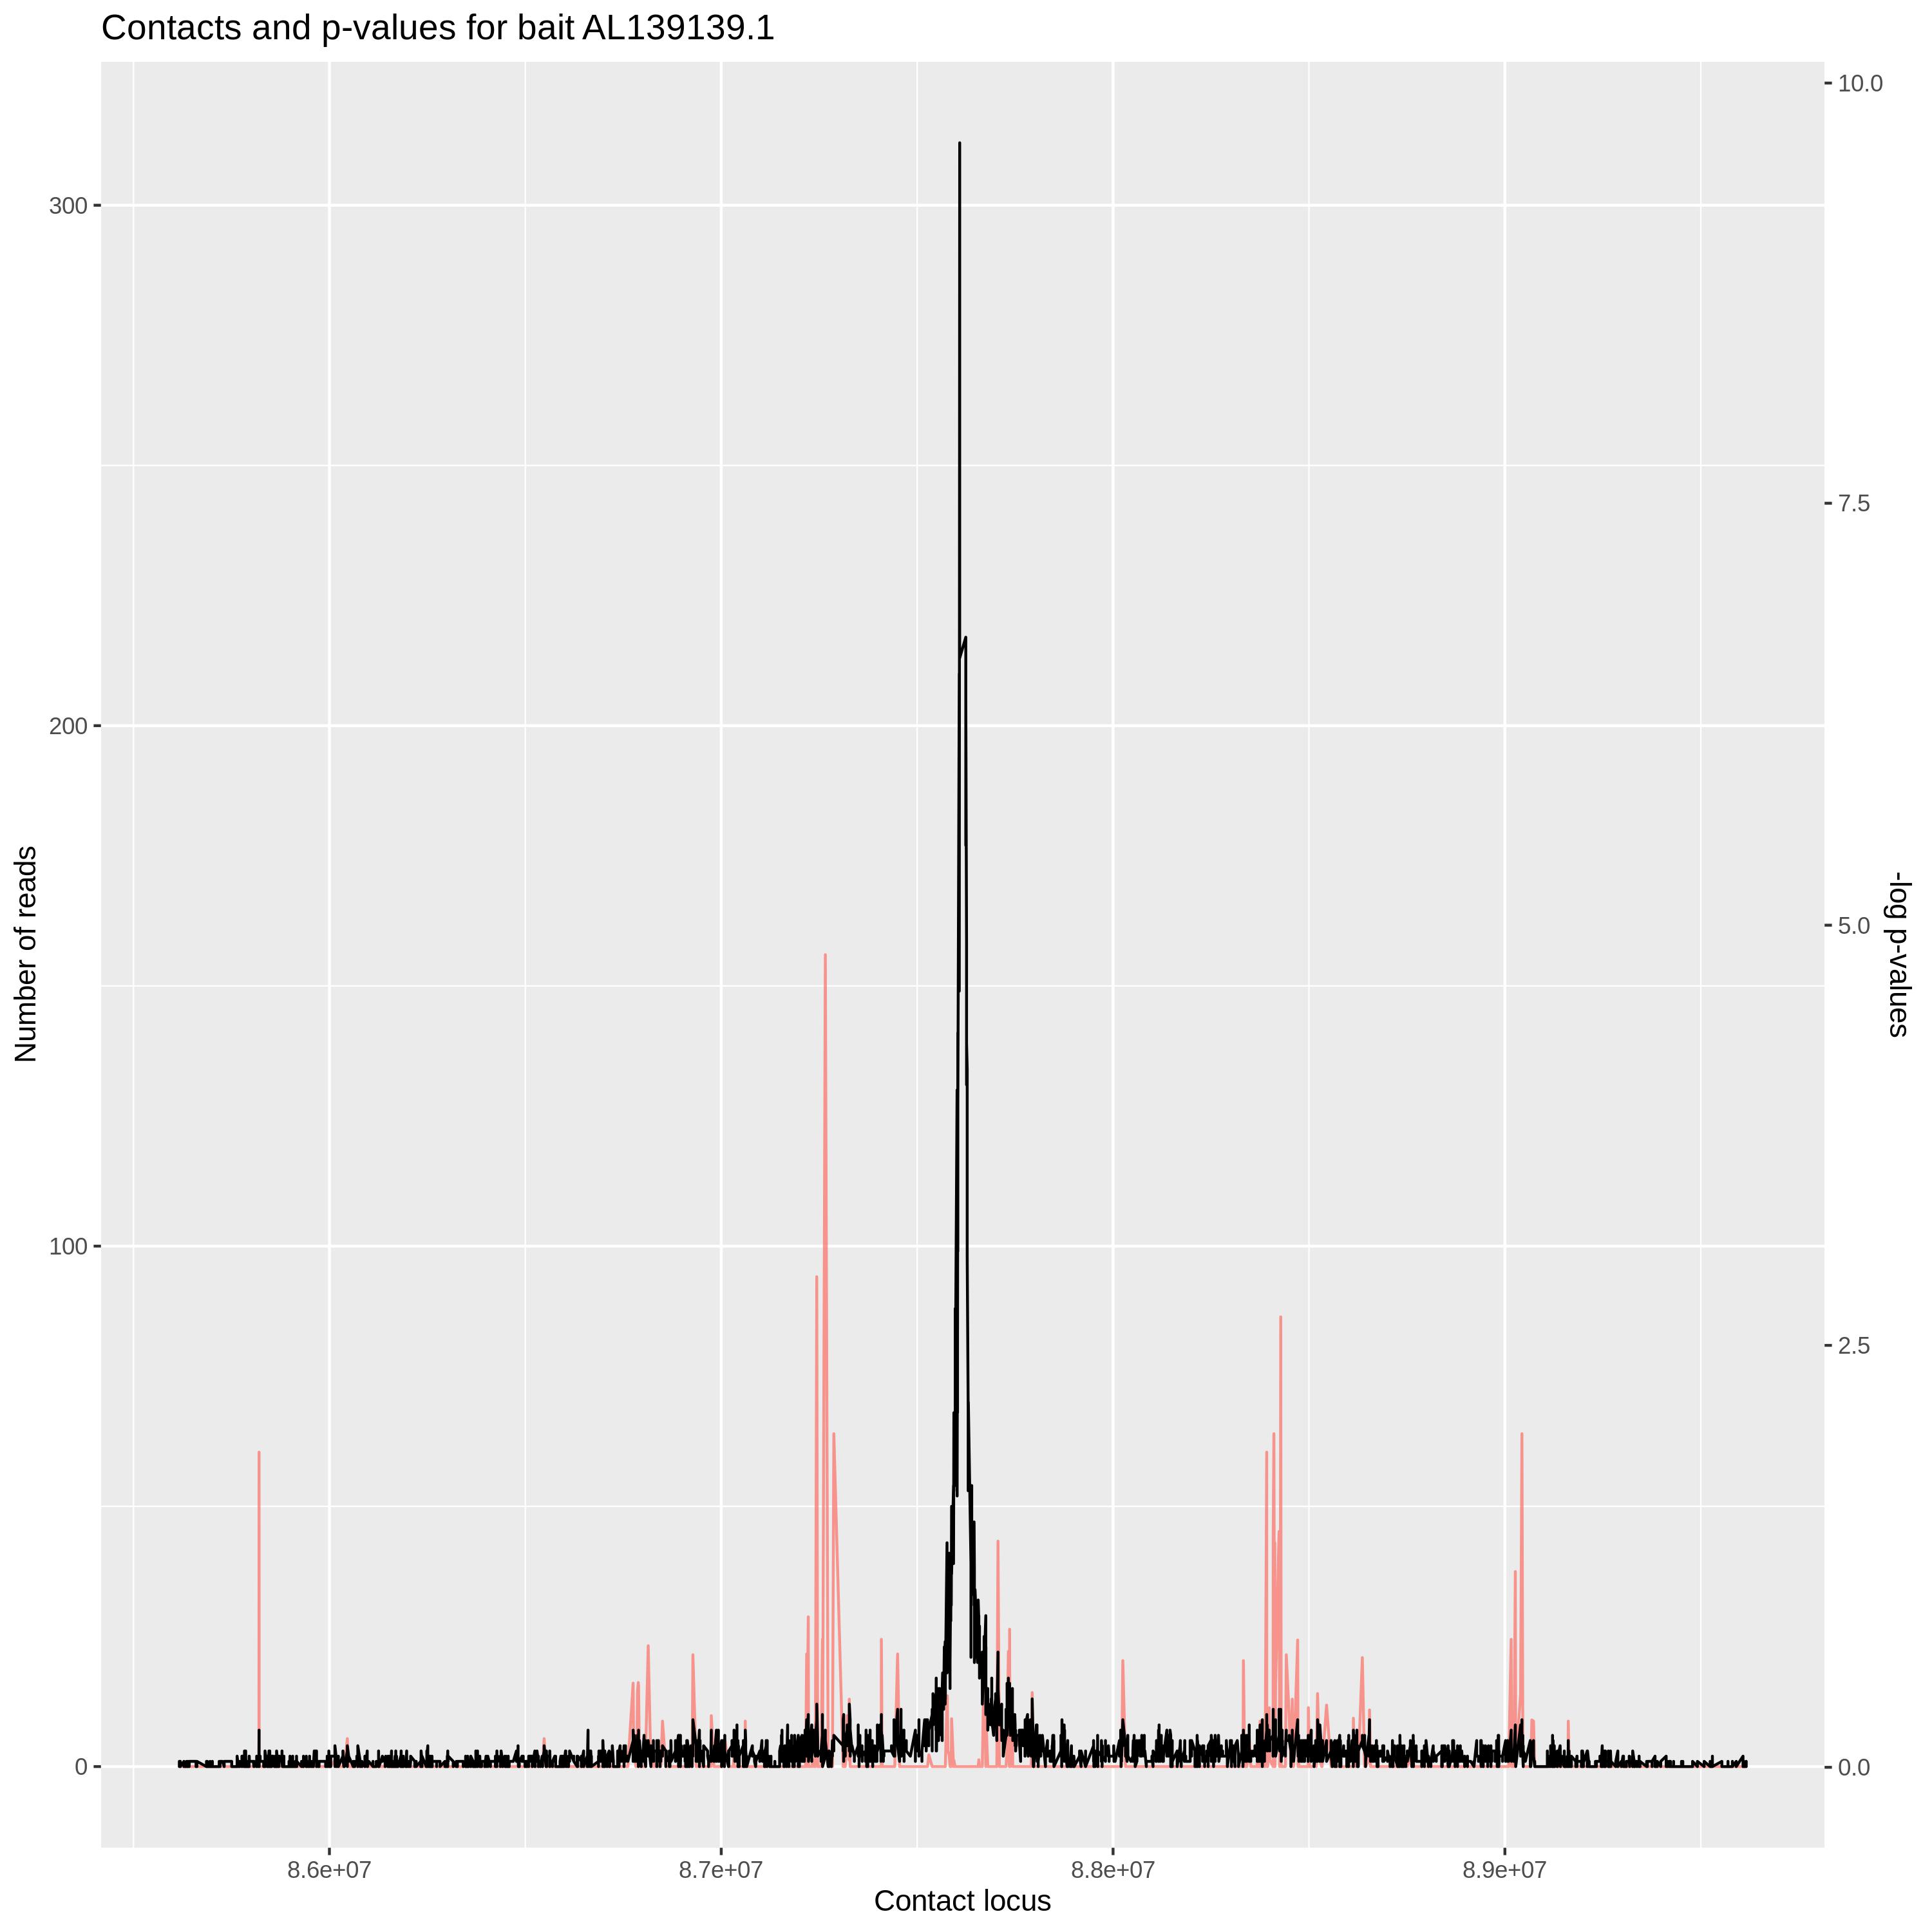 Contacts and p-values for bait AL139139.1
10.0
300
7.5
200
Number of reads
5.0
-log p-values
100
2.5
0
0.0
8.6e+07
8.7e+07
8.8e+07
8.9e+07
Contact locus